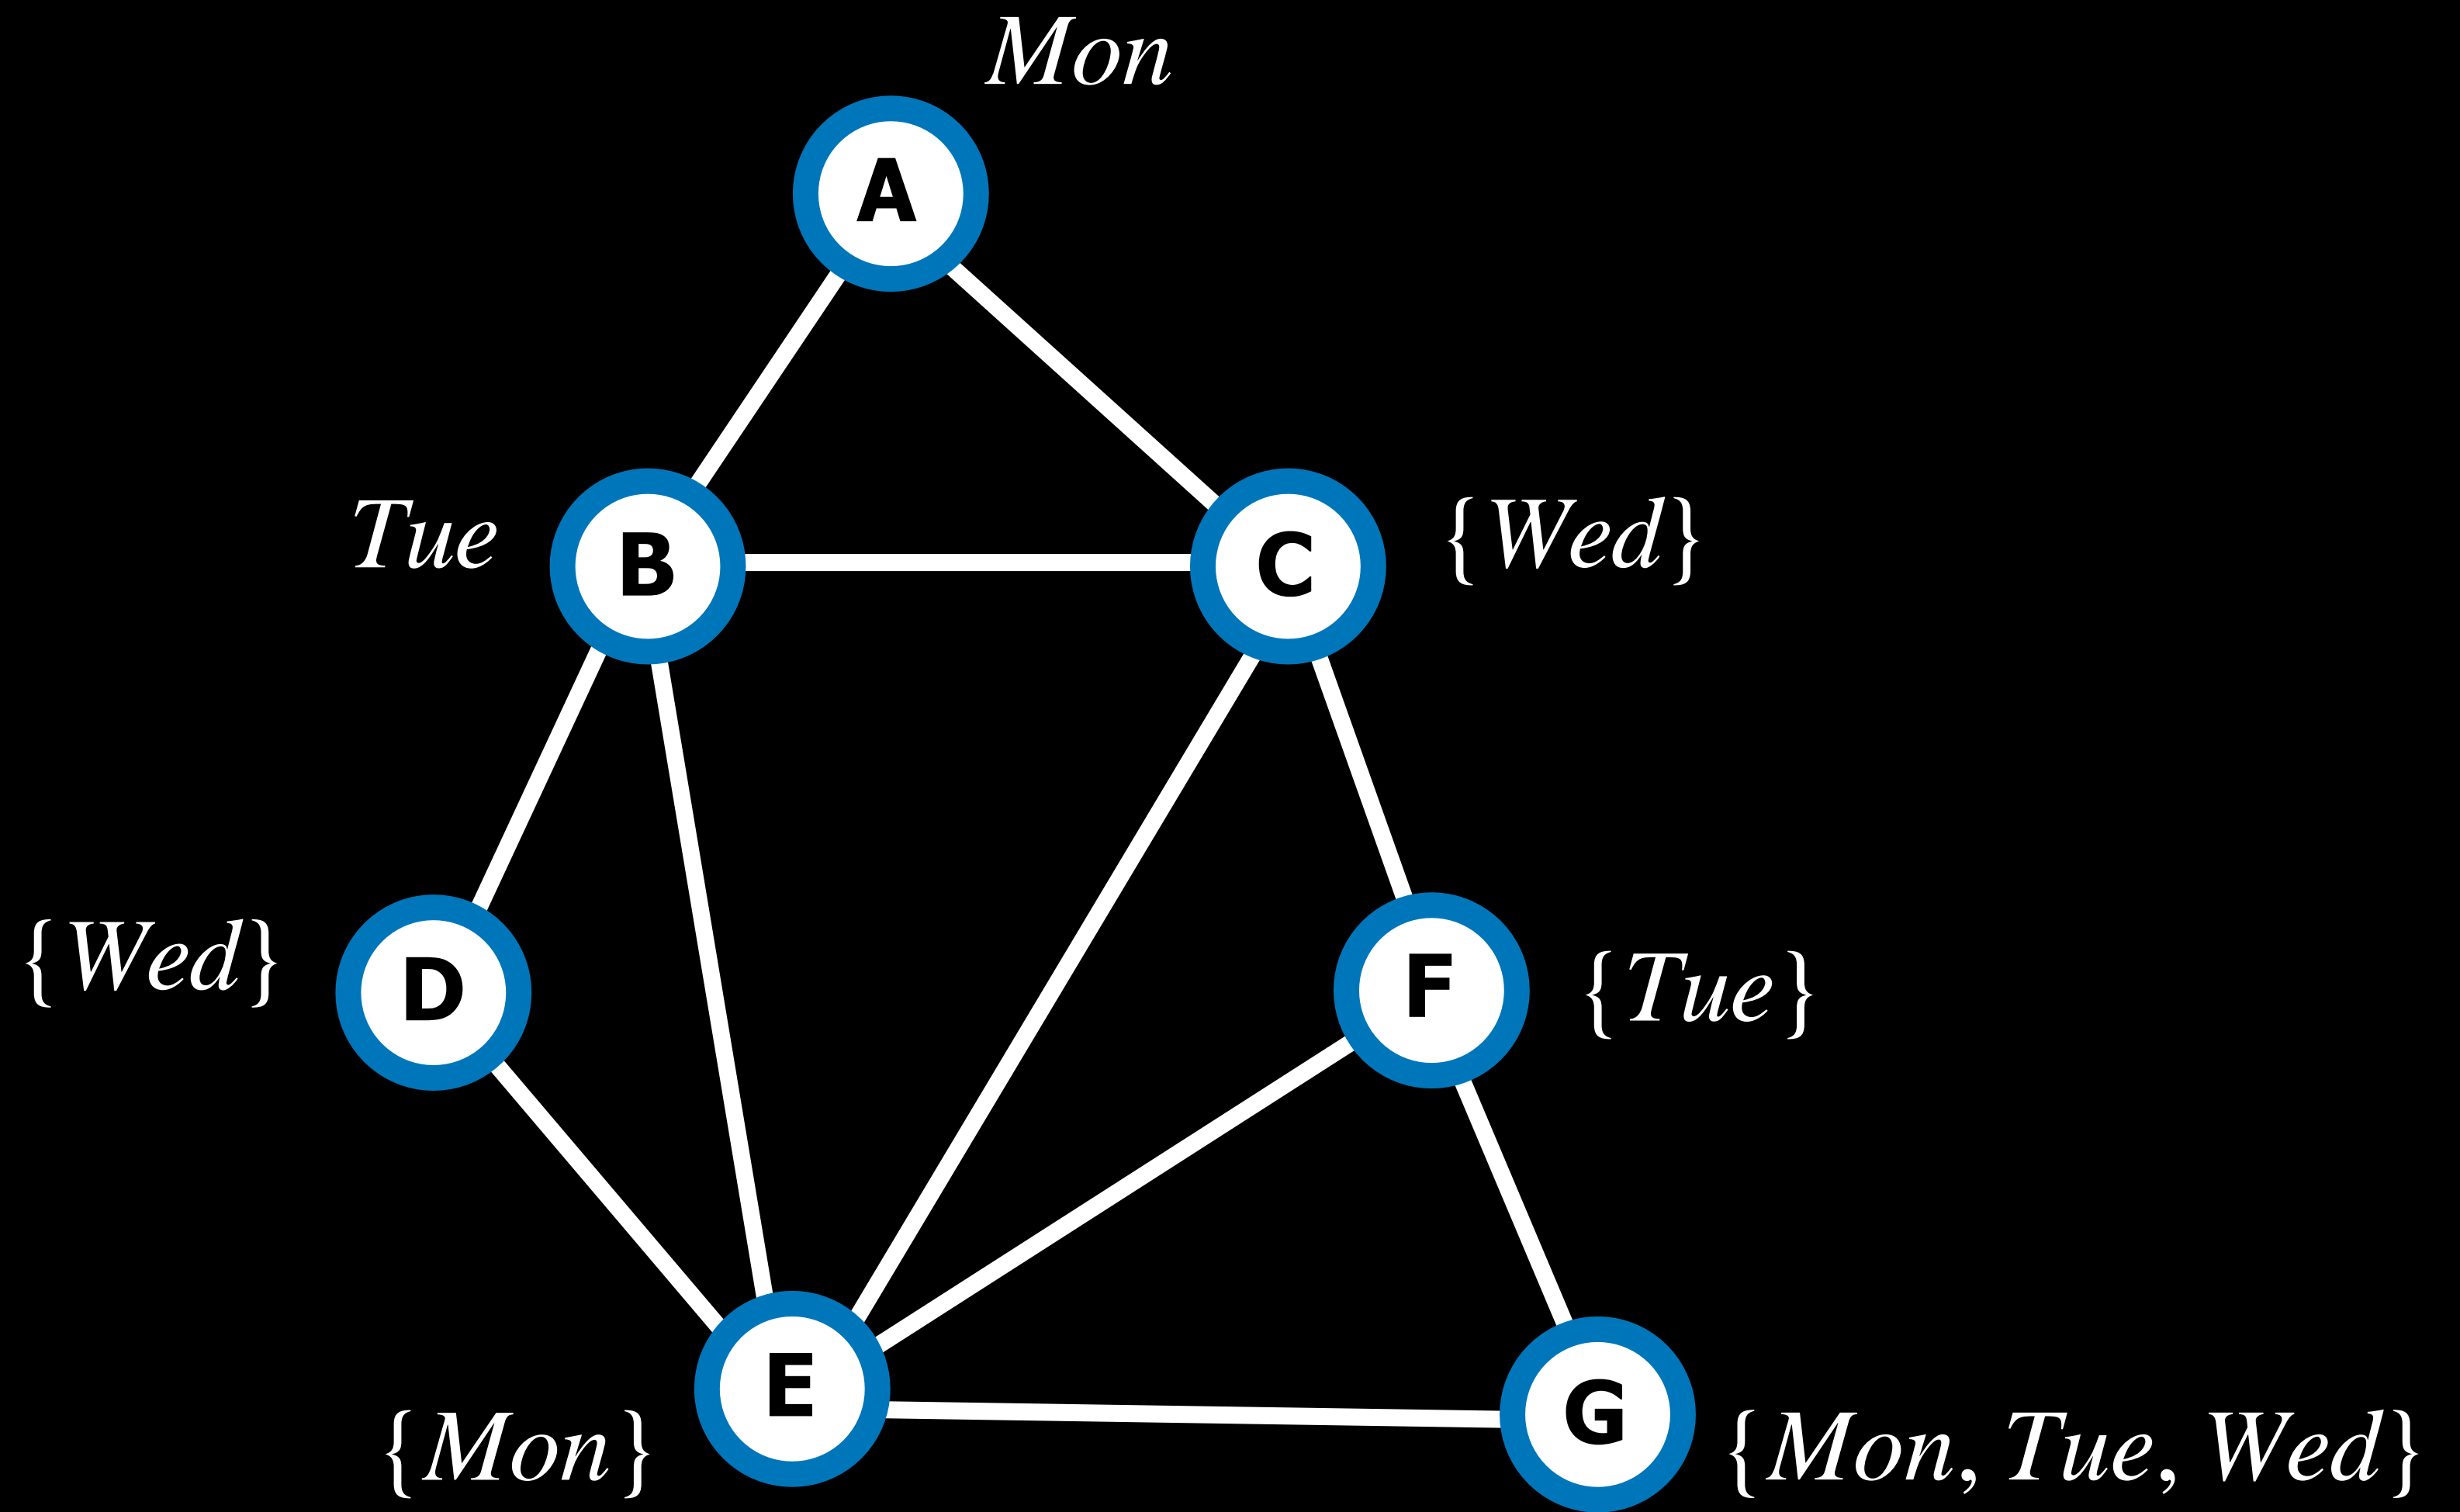 Mon
A
Tue B C {Wed}
{Wed} D F {Tue}
E G
{Mon} {Mon, Tue, Wed}